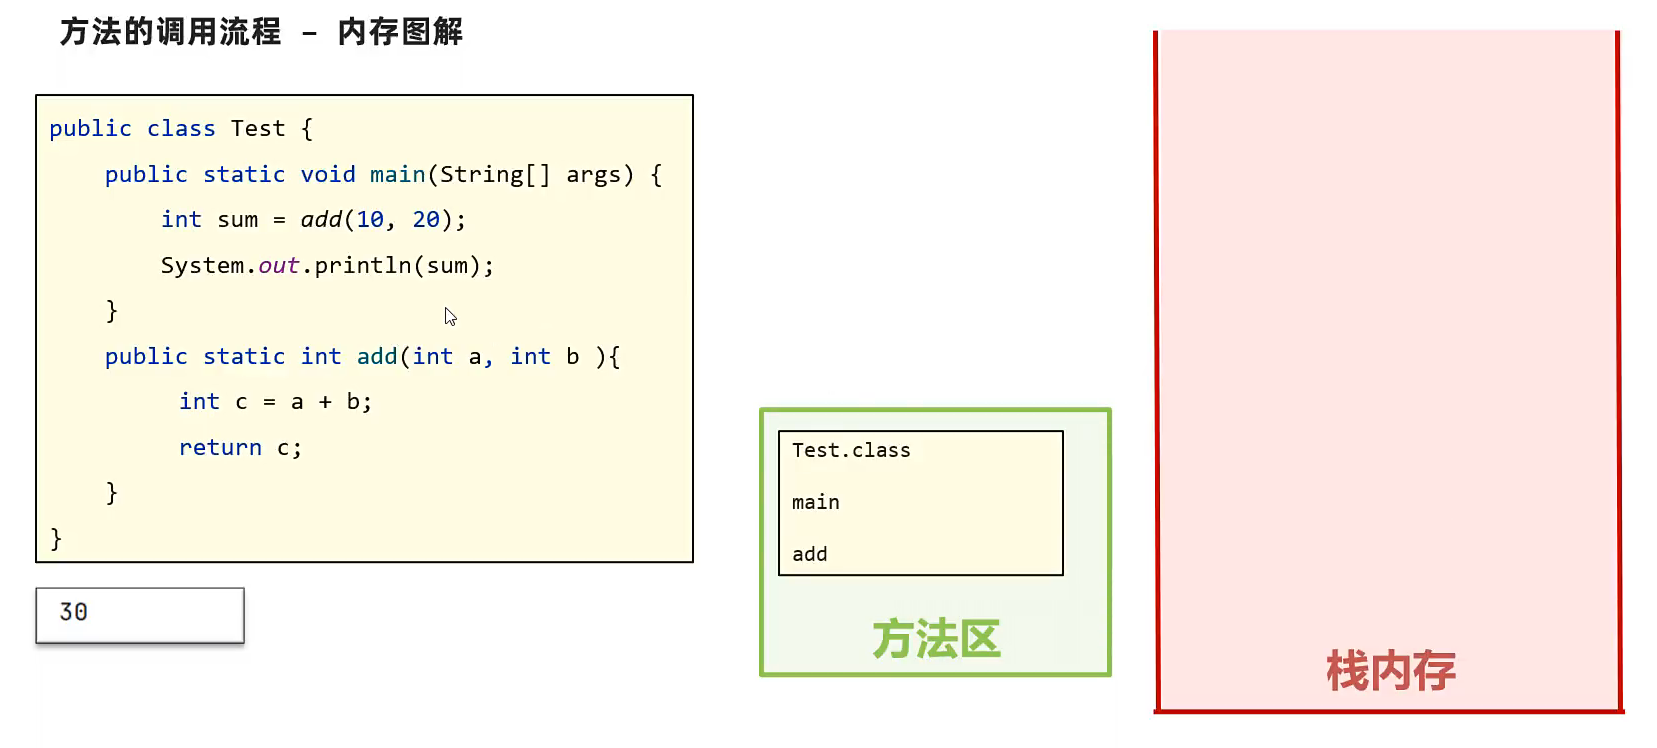 方法的调用流程 – 内存图解
public class Test {
public static void main(String[] args) {
int sum = add(10, 20);
System.out.println(sum);
}
public static int add(int a, int b ){
int c = a + b;
return c;
}
}
30
Test.class
main
add
方法区
栈内存